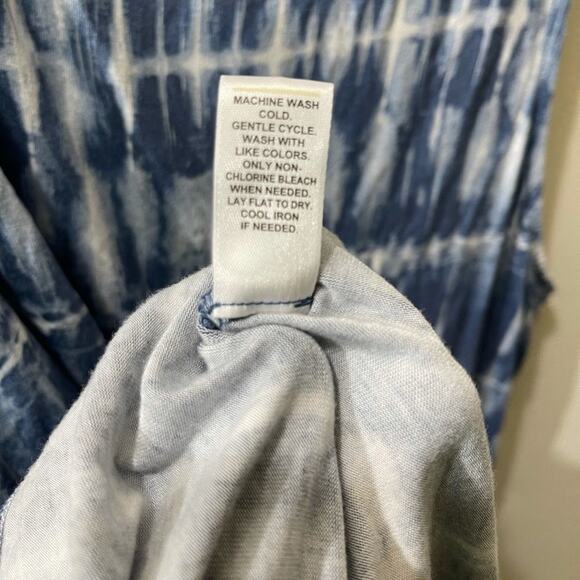 MACHINE WASH
COLD.
GENTLE CYCLE.
WASH WITH
LIKE COLORS.
ONLY NON-
CHLORINE BLEACH
WHEN NEEDED.
LAY FLAT TO DRY.
COOL IRON
IF NEEDED.